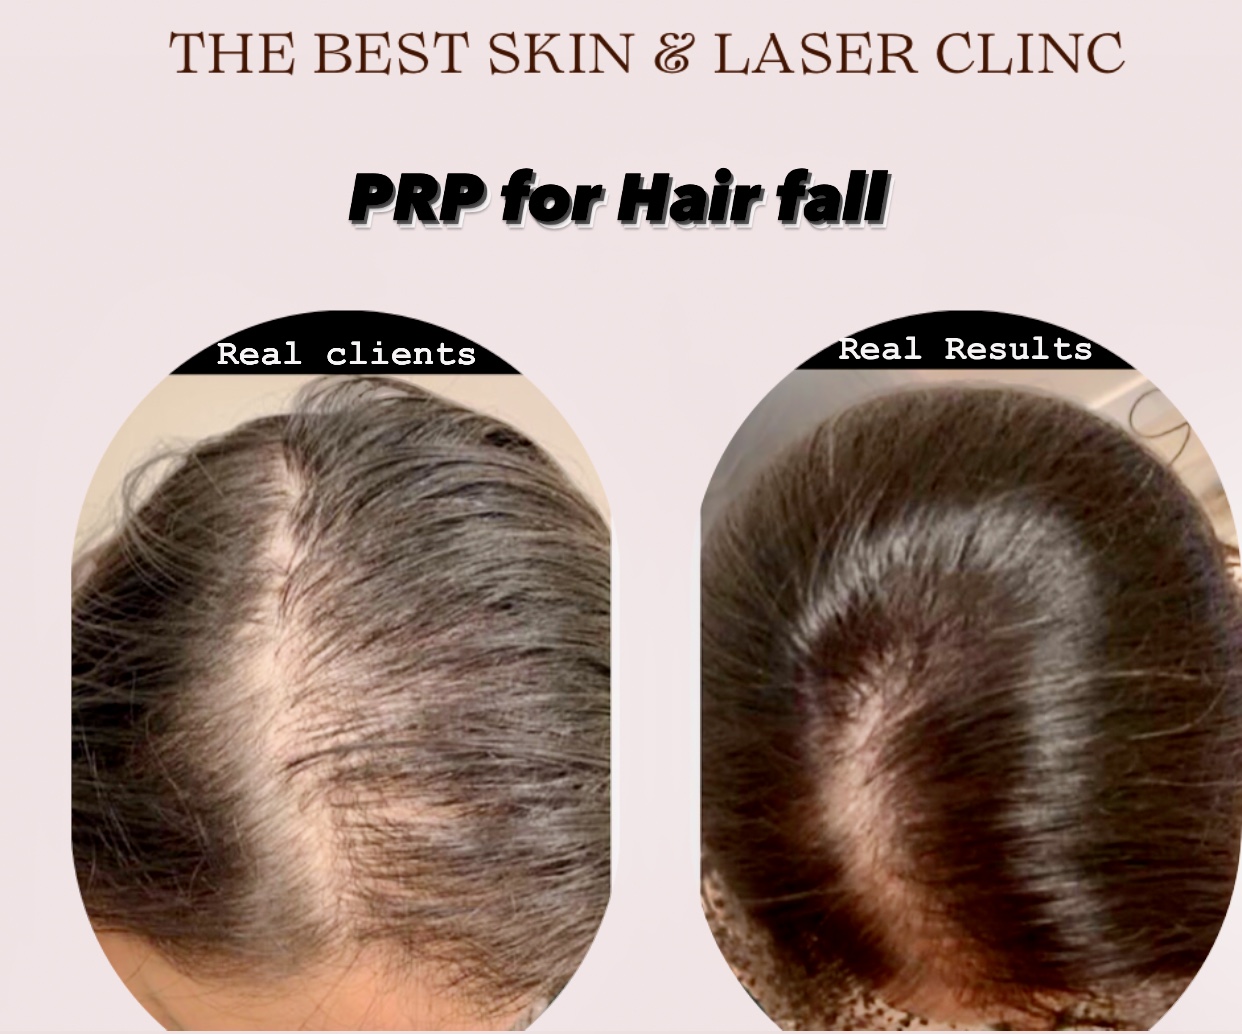 THE BEST SKIN & LASER CLINC
PRP for Hair fall
Real clients
Real Results